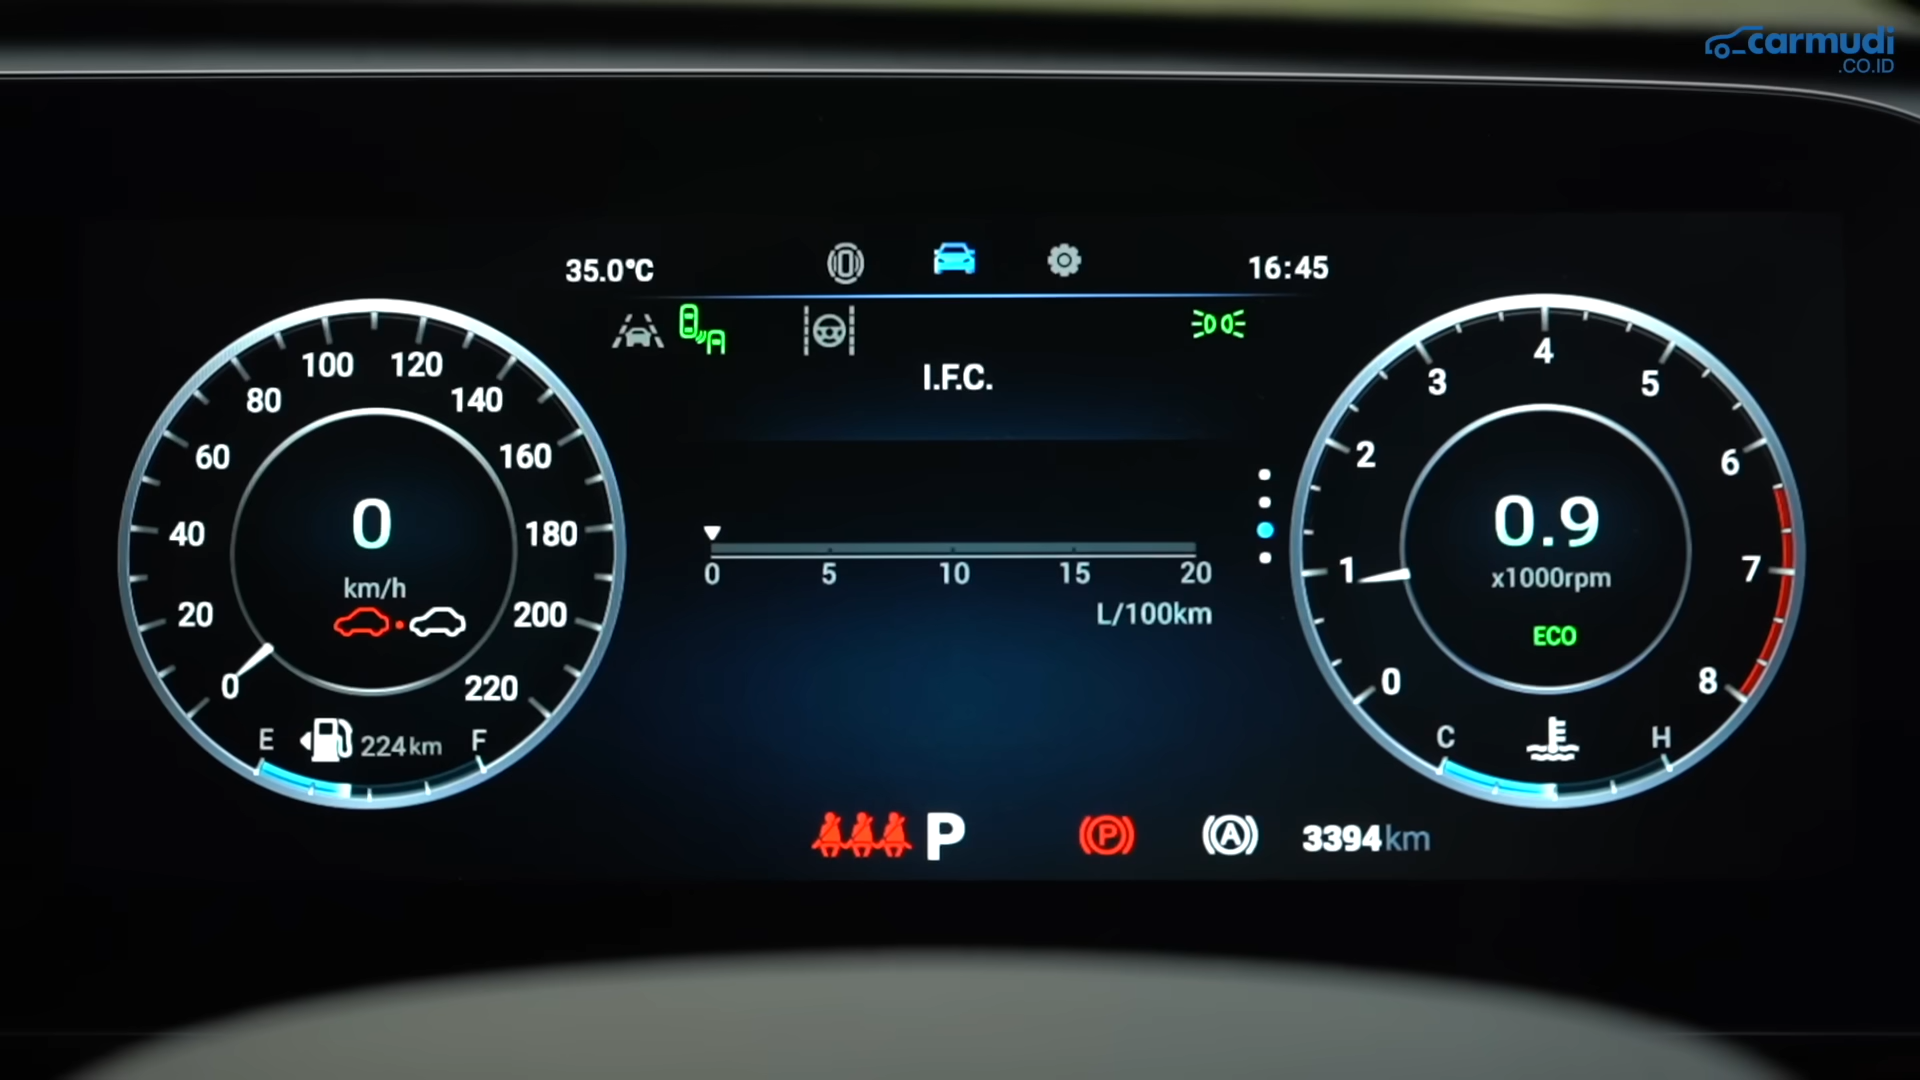 carmudi
.CO.ID
35.0°C
16:45
I.F.C.
100 120
80 140
60 160
40 180
20 200
0 220
0
km/h
E 224km F
0 5 10 15 20
L/100km
4
3 5
2 6
1 7
0 8
0.9
x1000rpm
ECO
C H
P
P
A
3394km